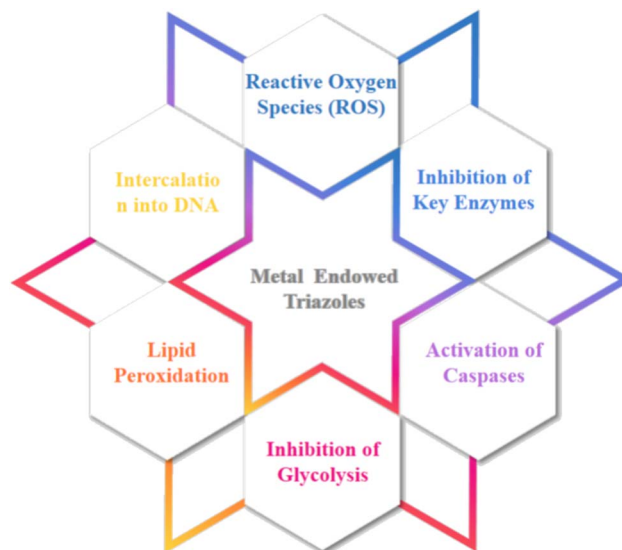 Reactive Oxygen
Species (ROS)
Intercalatio
n into DNA
Inhibition of
Key Enzymes
Metal Endowed
Triazoles
Lipid
Peroxidation
Activation of
Caspases
Inhibition of
Glycolysis